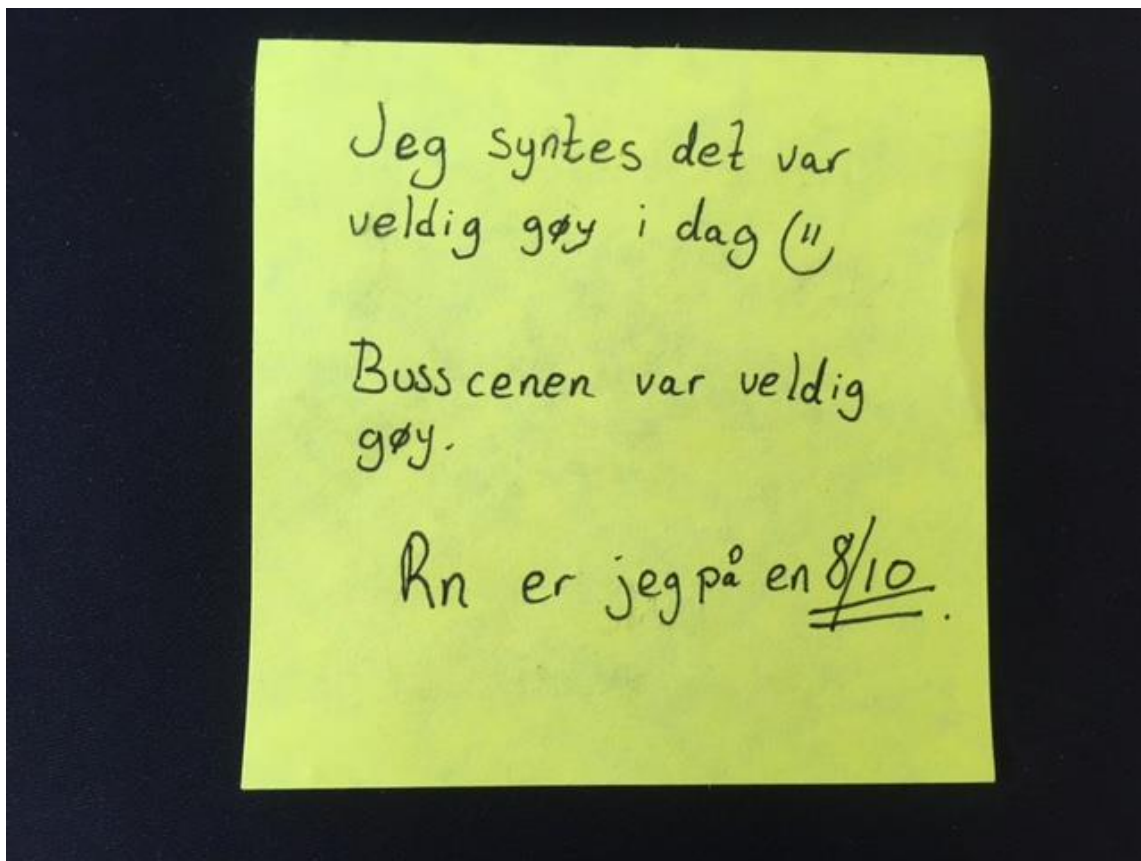 Jeg syntes det var
veldig gøy i dag (¨
Busscenen var veldig
gøy.
Rn er jeg på en 8/10.